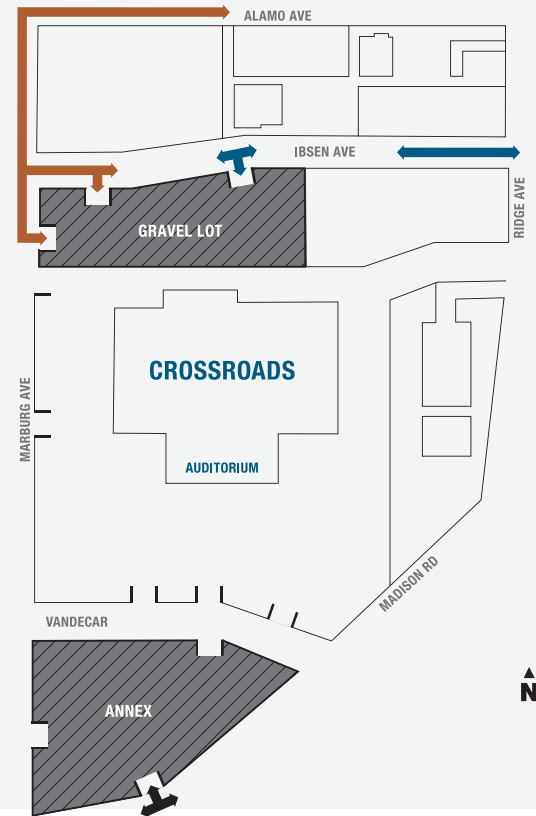 ALAMO AVE
IBSEN AVE
RIDGE AVE
GRAVEL LOT
CROSSROADS
MARBURG AVE
AUDITORIUM
MADISON RD
VANDECAR
N
ANNEX